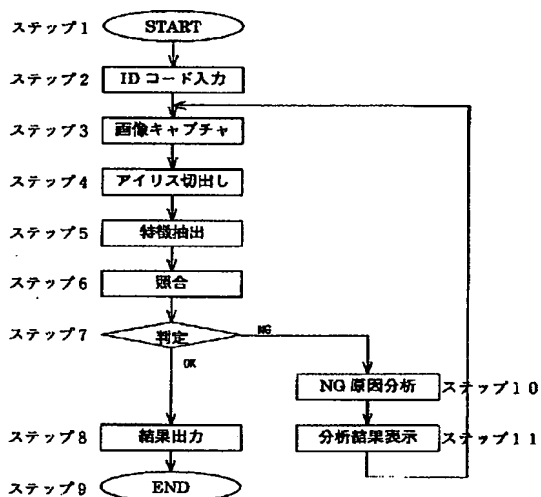 ステップ1 START
ステップ2 IDコード入力
ステップ3 画像キャプチャ
ステップ4 アイリス切出し
ステップ5 特徴抽出
ステップ6 照合
ステップ7 判定 NG
OK
NG原因分析 ステップ10
ステップ8 結果出力 分析結果表示 ステップ11
ステップ9 END